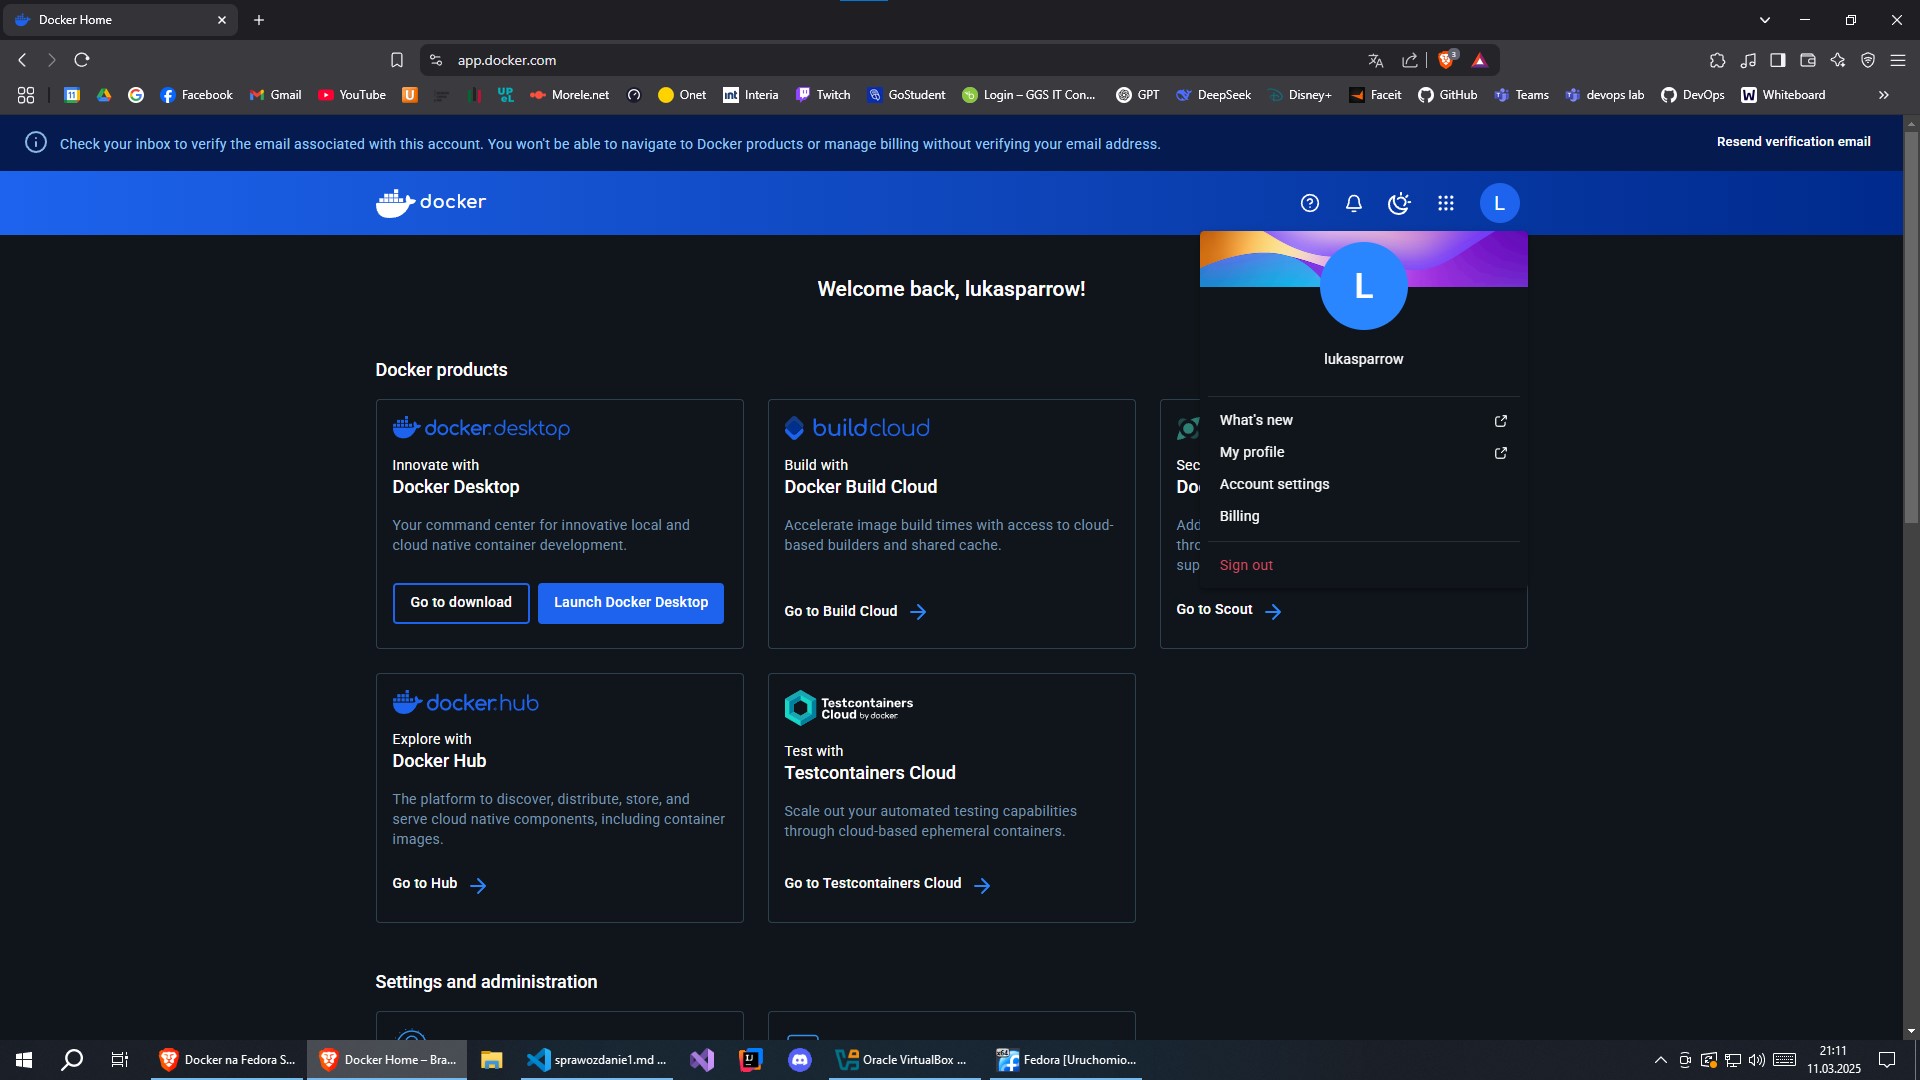 Docker Home
app.docker.com
3
Facebook
Gmail
YouTube
Morele.net
Onet
int Interia
Twitch
GoStudent
Login – GGS IT Con...
GPT
DeepSeek
Disney+
Faceit
GitHub
Teams
devops lab
DevOps
W Whiteboard
Check your inbox to verify the email associated with this account. You won't be able to navigate to Docker products or manage billing without verifying your email address.
Resend verification email
docker
L
Welcome back, lukasparrow!
L
lukasparrow
What's new
My profile
Account settings
Billing
Sign out
Docker products
docker.desktop
Innovate with
Docker Desktop
Your command center for innovative local and
cloud native container development.
Go to download
Launch Docker Desktop
buildcloud
Build with
Docker Build Cloud
Accelerate image build times with access to cloud-
based builders and shared cache.
Go to Build Cloud
Sec
Do
Add
thro
sup
Go to Scout
docker.hub
Explore with
Docker Hub
The platform to discover, distribute, store, and
serve cloud native components, including container
images.
Go to Hub
Testcontainers
Cloud by docker.
Test with
Testcontainers Cloud
Scale out your automated testing capabilities
through cloud-based ephemeral containers.
Go to Testcontainers Cloud
Settings and administration
Docker na Fedora S...
Docker Home – Bra...
sprawozdanie1.md ...
Oracle VirtualBox ...
Fedora [Uruchomio...
21:11
11.03.2025